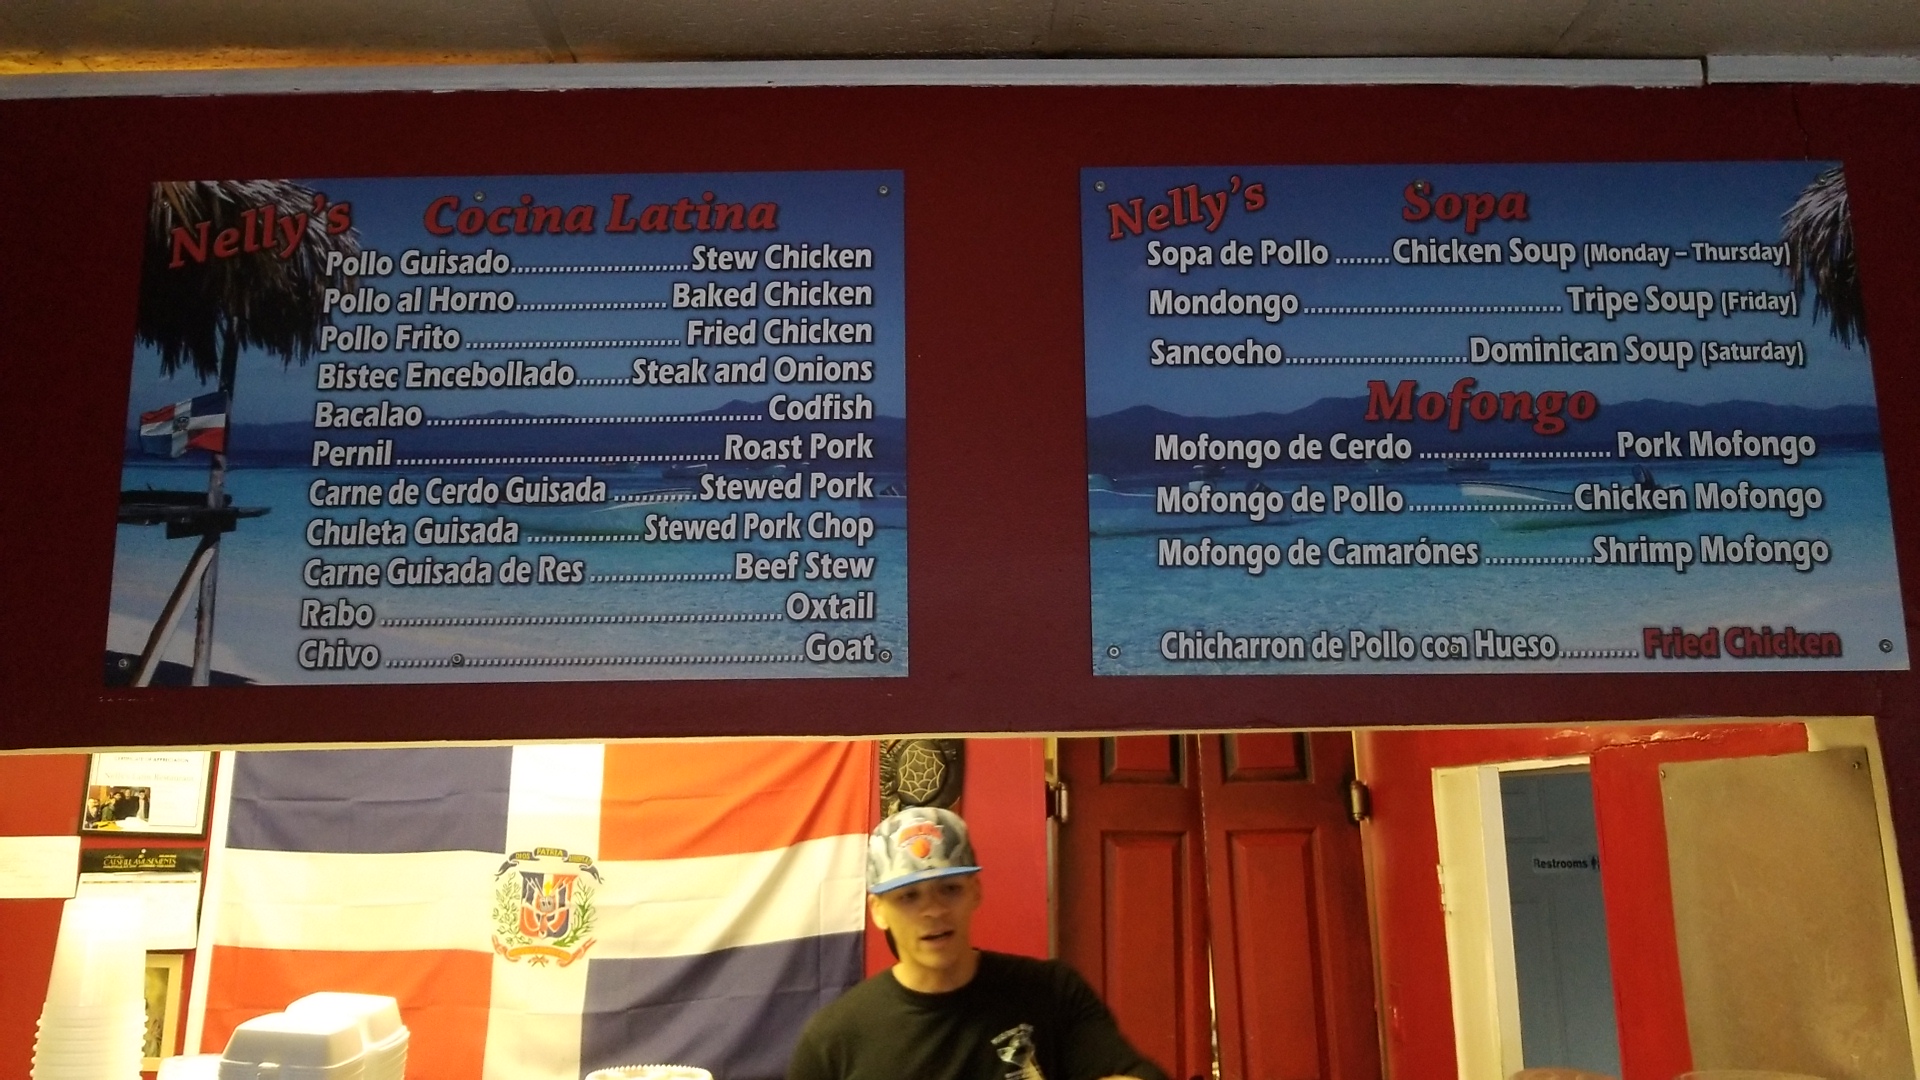 Nelly's Cocina Latina
Pollo Guisado........................Stew Chicken
Pollo al Horno..................... Baked Chicken
Pollo Frito ............................. Fried Chicken
Bistec Encebollado.......Steak and Onions
Bacalao .............................................. Codfish
Pernil ............................................ Roast Pork
Carne de Cerdo Guisada ...........Stewed Pork
Chuleta Guisada ...............Stewed Pork Chop
Carne Guisada de Res ...................Beef Stew
Rabo ......................................................Oxtail
Chivo .........................................................Goat
Nelly's Sopa
Sopa de Pollo ........Chicken Soup (Monday – Thursday)
Mondongo ..................................... Tripe Soup (Friday)
Sancocho..........................Dominican Soup (Saturday)
Mofongo
Mofongo de Cerdo ........................... Pork Mofongo
Mofongo de Pollo .......................Chicken Mofongo
Mofongo de Camarónes ...............Shrimp Mofongo
Chicharron de Pollo con Hueso........... Fried Chicken
DIOS PATRIA
CATSKILL AMUSEMENTS
Restrooms